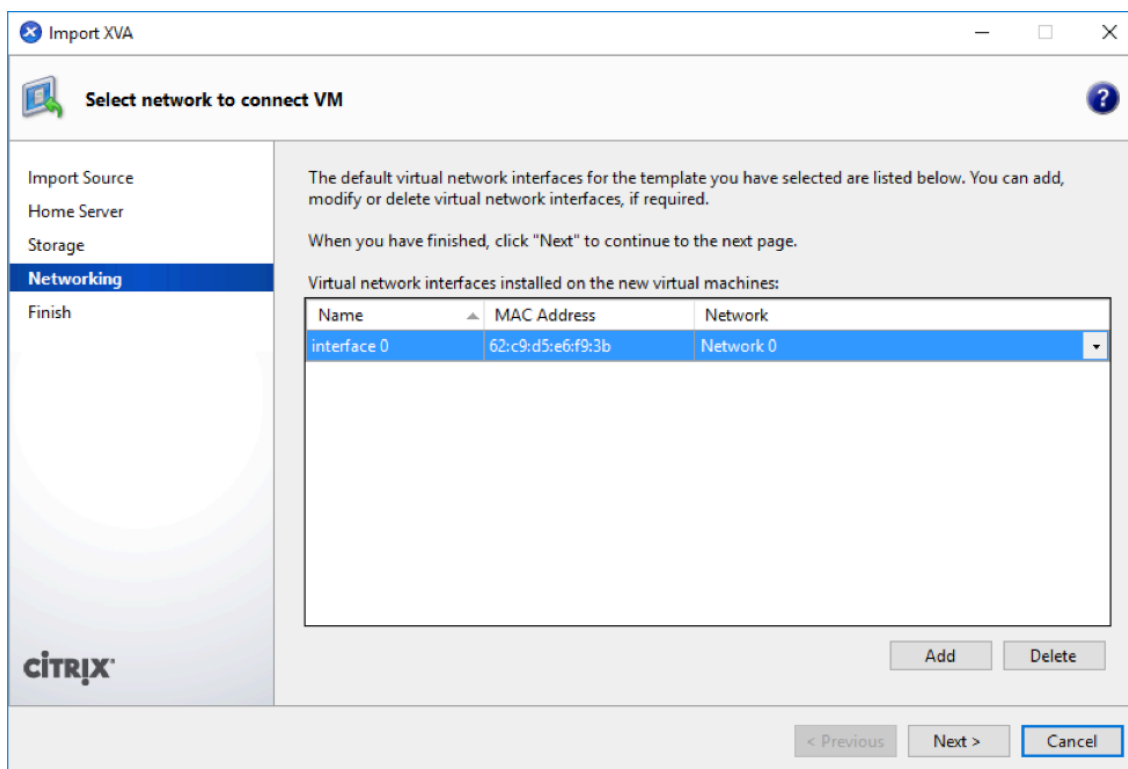 Import XVA
Select network to connect VM
?
Import Source
Home Server
Storage
Networking
Finish
The default virtual network interfaces for the template you have selected are listed below. You can add,
modify or delete virtual network interfaces, if required.
When you have finished, click "Next" to continue to the next page.
Virtual network interfaces installed on the new virtual machines:
Name MAC Address Network
interface 0 62:c9:d5:e6:f9:3b Network 0
Add Delete
CİTRİX
< Previous Next > Cancel